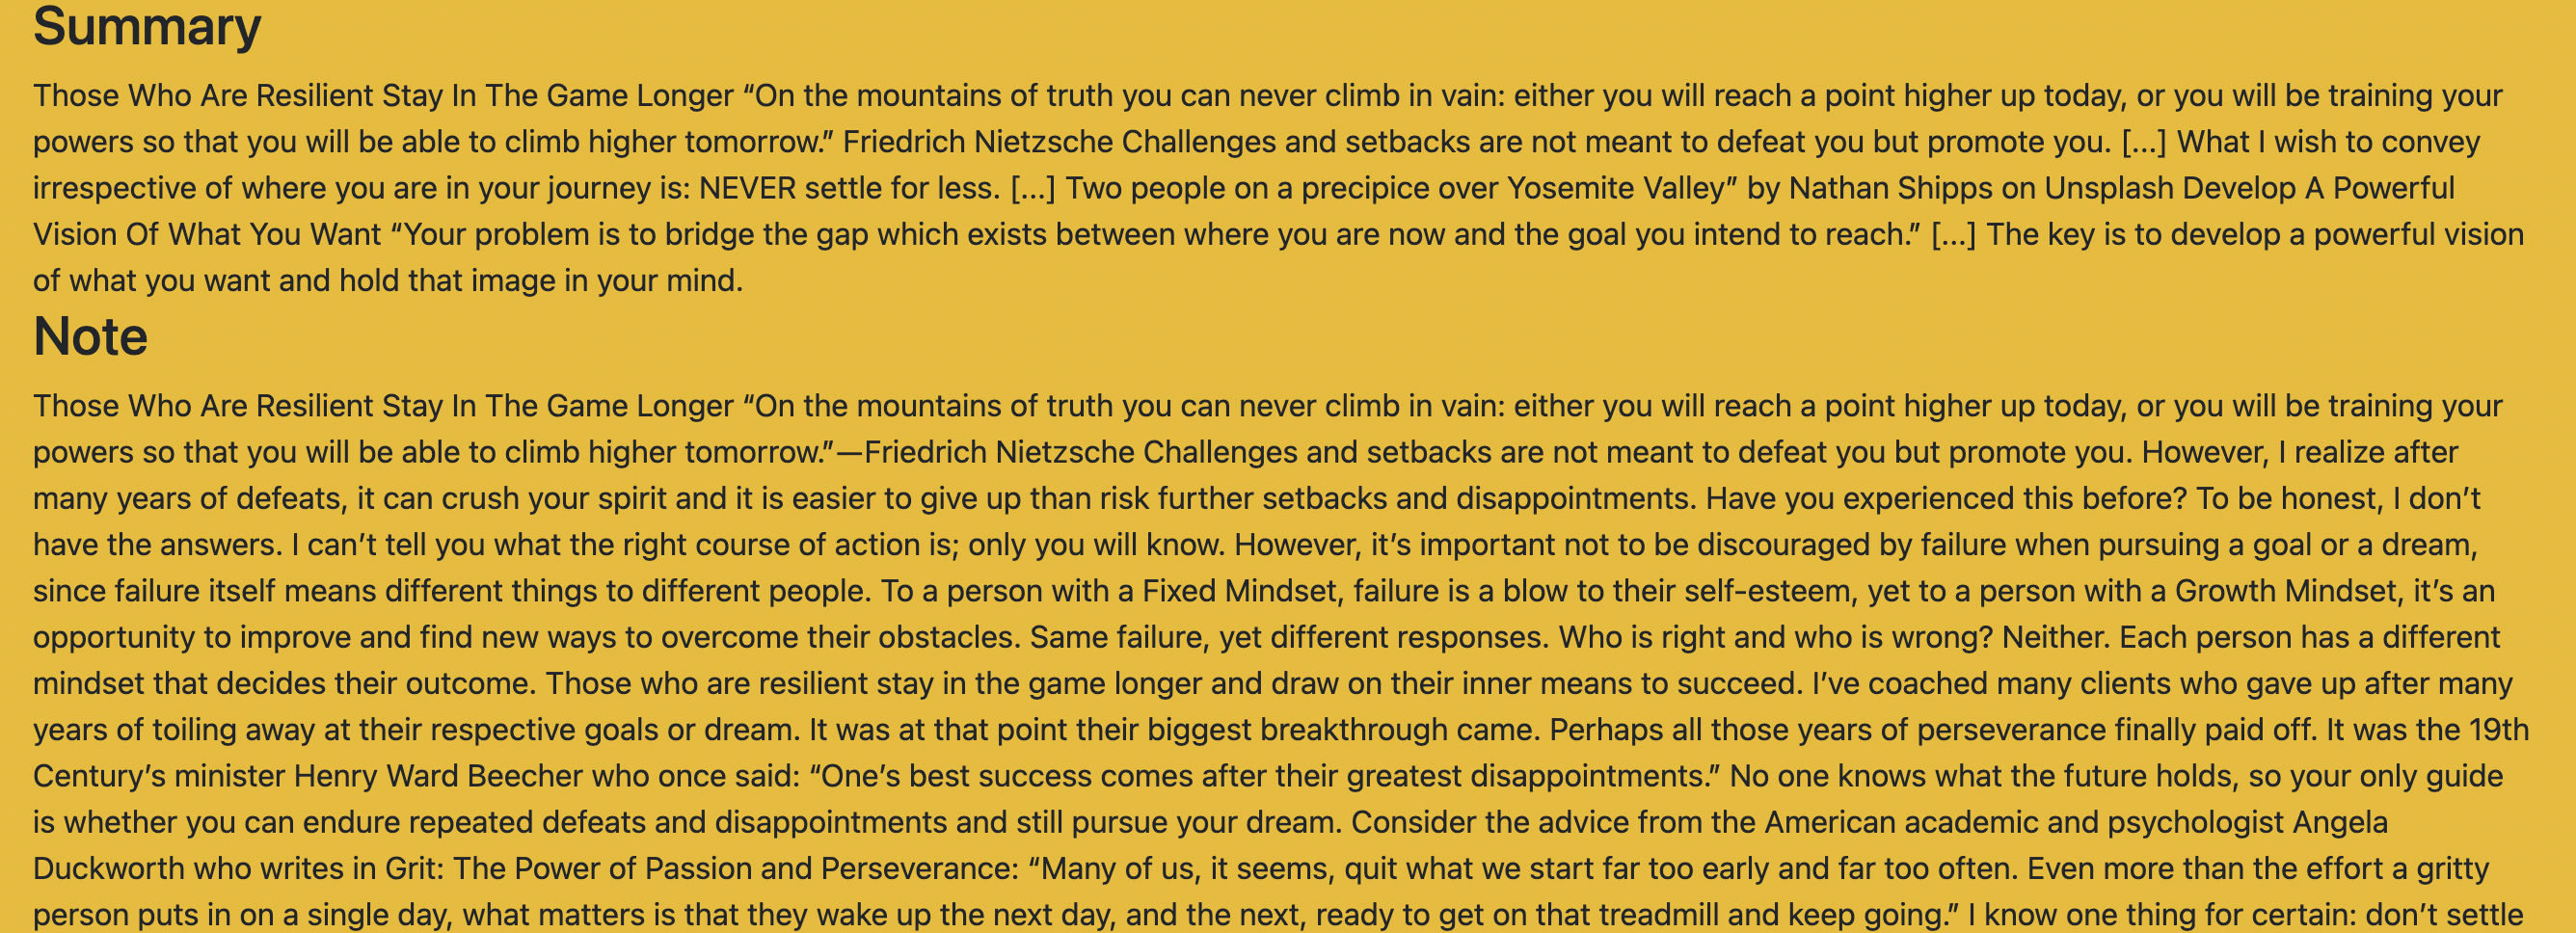 Summary
Those Who Are Resilient Stay In The Game Longer “On the mountains of truth you can never climb in vain: either you will reach a point higher up today, or you will be training your
powers so that you will be able to climb higher tomorrow.” Friedrich Nietzsche Challenges and setbacks are not meant to defeat you but promote you. [...] What I wish to convey
irrespective of where you are in your journey is: NEVER settle for less. [...] Two people on a precipice over Yosemite Valley” by Nathan Shipps on Unsplash Develop A Powerful
Vision Of What You Want “Your problem is to bridge the gap which exists between where you are now and the goal you intend to reach.” [...] The key is to develop a powerful vision
of what you want and hold that image in your mind.
Note
Those Who Are Resilient Stay In The Game Longer “On the mountains of truth you can never climb in vain: either you will reach a point higher up today, or you will be training your
powers so that you will be able to climb higher tomorrow.”—Friedrich Nietzsche Challenges and setbacks are not meant to defeat you but promote you. However, I realize after
many years of defeats, it can crush your spirit and it is easier to give up than risk further setbacks and disappointments. Have you experienced this before? To be honest, I don’t
have the answers. I can’t tell you what the right course of action is; only you will know. However, it’s important not to be discouraged by failure when pursuing a goal or a dream,
since failure itself means different things to different people. To a person with a Fixed Mindset, failure is a blow to their self-esteem, yet to a person with a Growth Mindset, it’s an
opportunity to improve and find new ways to overcome their obstacles. Same failure, yet different responses. Who is right and who is wrong? Neither. Each person has a different
mindset that decides their outcome. Those who are resilient stay in the game longer and draw on their inner means to succeed. I’ve coached many clients who gave up after many
years of toiling away at their respective goals or dream. It was at that point their biggest breakthrough came. Perhaps all those years of perseverance finally paid off. It was the 19th
Century’s minister Henry Ward Beecher who once said: “One’s best success comes after their greatest disappointments.” No one knows what the future holds, so your only guide
is whether you can endure repeated defeats and disappointments and still pursue your dream. Consider the advice from the American academic and psychologist Angela
Duckworth who writes in Grit: The Power of Passion and Perseverance: “Many of us, it seems, quit what we start far too early and far too often. Even more than the effort a gritty
person puts in on a single day, what matters is that they wake up the next day, and the next, ready to get on that treadmill and keep going.” I know one thing for certain: don’t settle